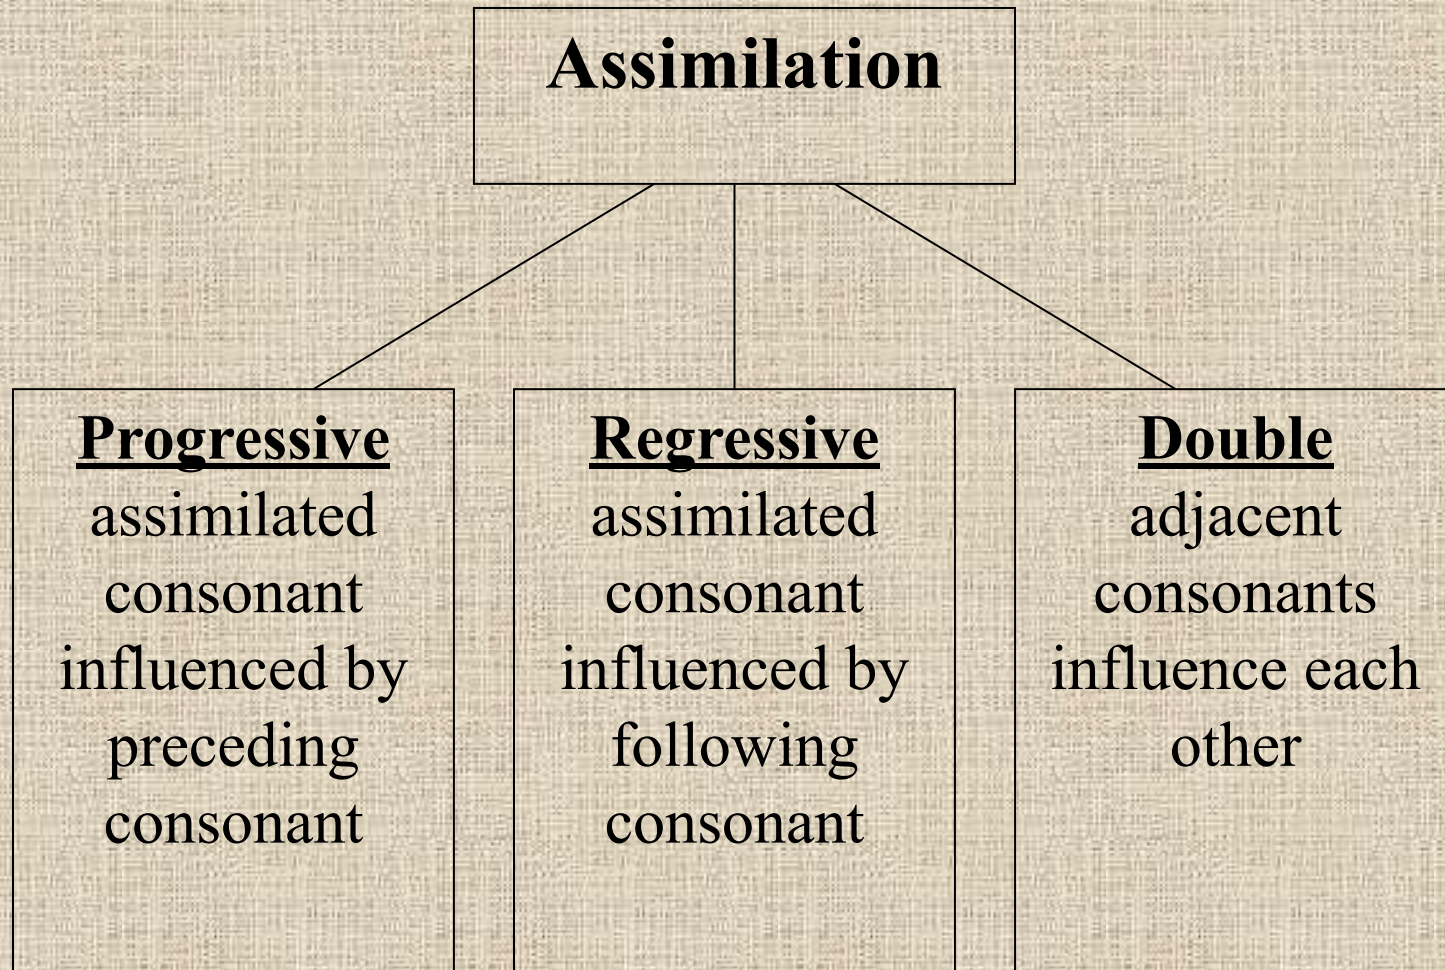 Assimilation
Progressive
assimilated
consonant
influenced by
preceding
consonant
Regressive
assimilated
consonant
influenced by
following
consonant
Double
adjacent
consonants
influence each
other